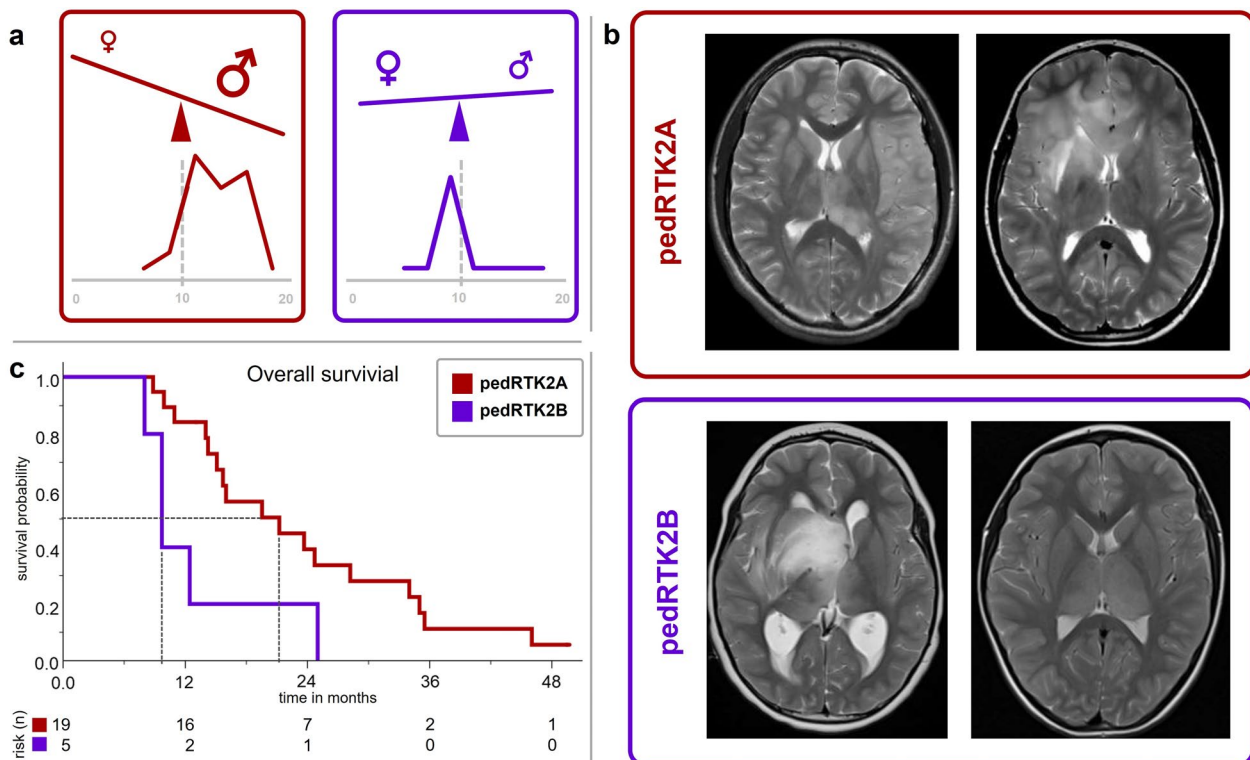 a
♀
♂
0 10 20
♀
♂
0 10 20
b
pedRTK2A
pedRTK2B
c
Overall survivial
pedRTK2A
pedRTK2B
survival probability
1.0
0.8
0.6
0.4
0.2
0.0
0.0 12 24 36 48
time in months
risk (n)
19 16 7 2 1
5 2 1 0 0